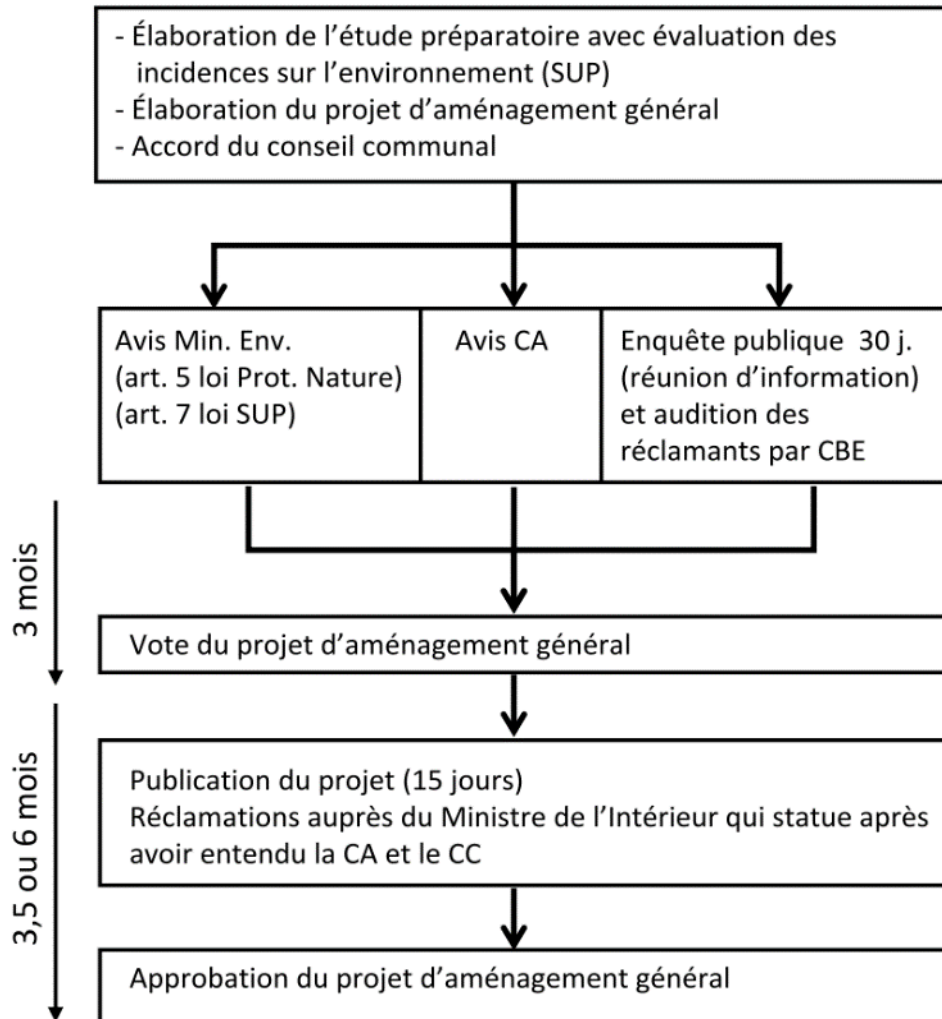 - Élaboration de l’étude préparatoire avec évaluation des
incidences sur l’environnement (SUP)
- Élaboration du projet d’aménagement général
- Accord du conseil communal
Avis Min. Env.
(art. 5 loi Prot. Nature)
(art. 7 loi SUP)
Avis CA
Enquête publique 30 j.
(réunion d’information)
et audition des
réclamants par CBE
3 mois
Vote du projet d’aménagement général
3,5 ou 6 mois
Publication du projet (15 jours)
Réclamations auprès du Ministre de l’Intérieur qui statue après
avoir entendu la CA et le CC
Approbation du projet d’aménagement général